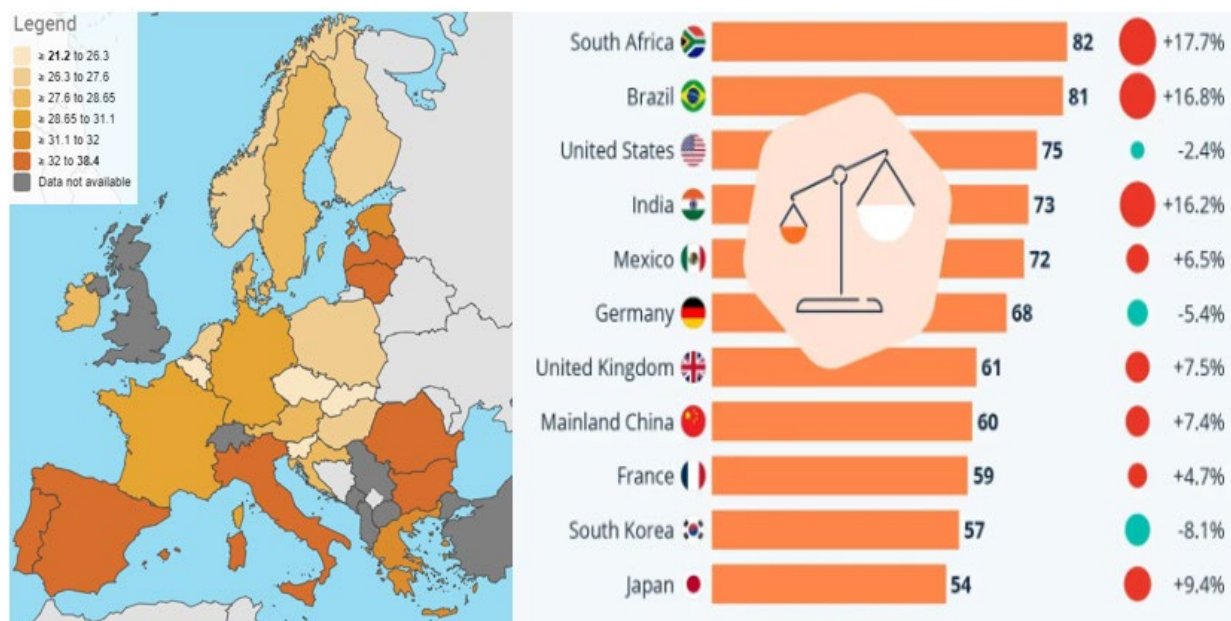 Legend
≥ 21.2 to 26.3
≥ 26.3 to 27.6
≥ 27.6 to 28.65
≥ 28.65 to 31.1
≥ 31.1 to 32
≥ 32 to 38.4
Data not available
South Africa 82 +17.7%
Brazil 81 +16.8%
United States 75 -2.4%
India 73 +16.2%
Mexico 72 +6.5%
Germany 68 -5.4%
United Kingdom 61 +7.5%
Mainland China 60 +7.4%
France 59 +4.7%
South Korea 57 -8.1%
Japan 54 +9.4%